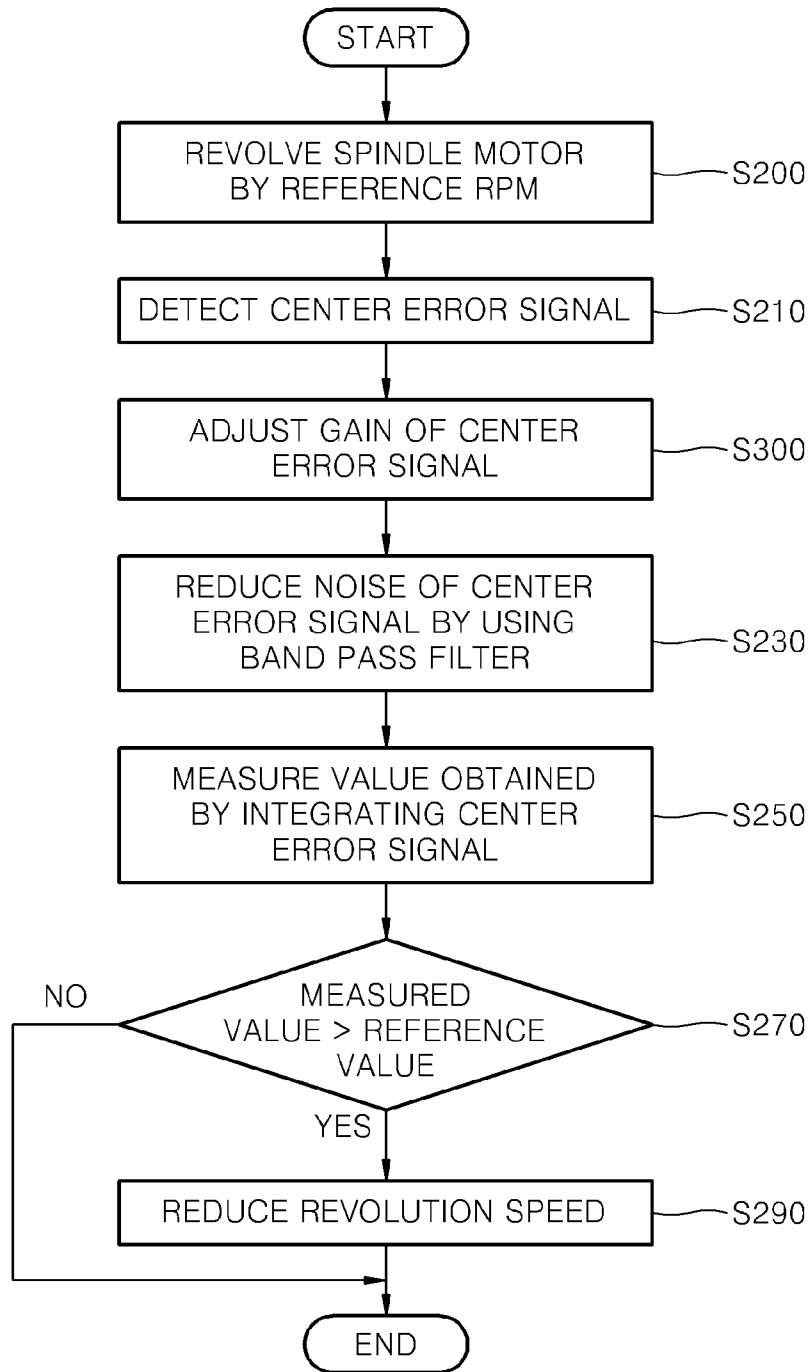 START
REVOLVE SPINDLE MOTOR
BY REFERENCE RPM
S200
DETECT CENTER ERROR SIGNAL
S210
ADJUST GAIN OF CENTER
ERROR SIGNAL
S300
REDUCE NOISE OF CENTER
ERROR SIGNAL BY USING
BAND PASS FILTER
S230
MEASURE VALUE OBTAINED
BY INTEGRATING CENTER
ERROR SIGNAL
S250
NO
MEASURED
VALUE > REFERENCE
VALUE
S270
YES
REDUCE REVOLUTION SPEED
S290
END